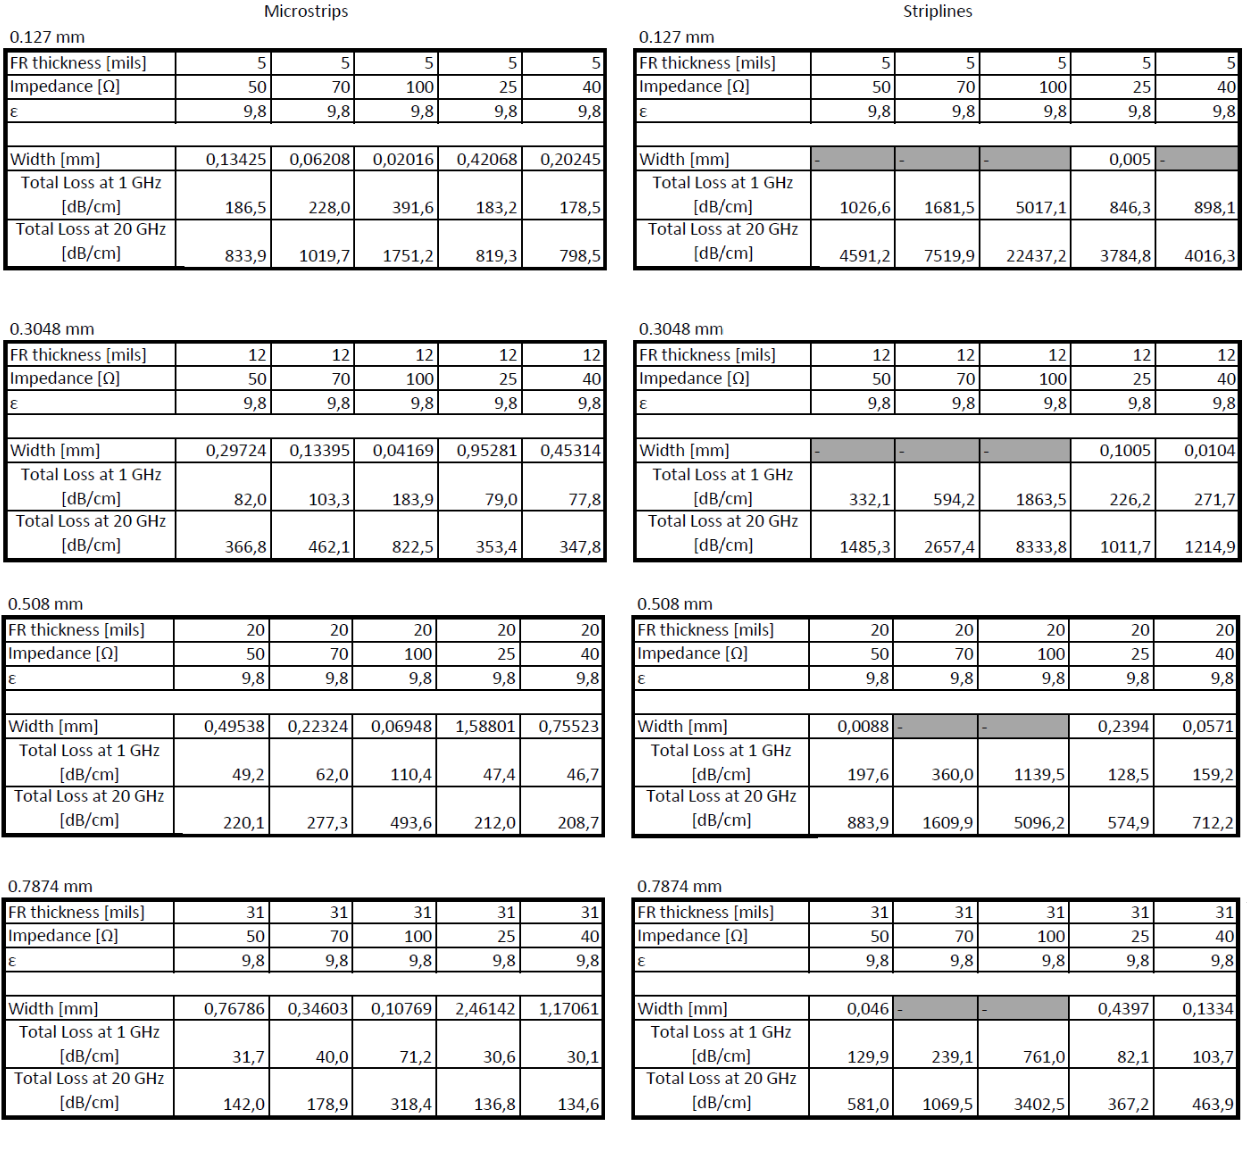 Microstrips
Striplines
0.127 mm
FR thickness [mils] 5 5 5 5 5
Impedance [Ω] 50 70 100 25 40
ε 9,8 9,8 9,8 9,8 9,8
Width [mm] 0,13425 0,06208 0,02016 0,42068 0,20245
Total Loss at 1 GHz
[dB/cm] 186,5 228,0 391,6 183,2 178,5
Total Loss at 20 GHz
[dB/cm] 833,9 1019,7 1751,2 819,3 798,5
0.127 mm
FR thickness [mils] 5 5 5 5 5
Impedance [Ω] 50 70 100 25 40
ε 9,8 9,8 9,8 9,8 9,8
Width [mm] - - - 0,005 -
Total Loss at 1 GHz
[dB/cm] 1026,6 1681,5 5017,1 846,3 898,1
Total Loss at 20 GHz
[dB/cm] 4591,2 7519,9 22437,2 3784,8 4016,3
0.3048 mm
FR thickness [mils] 12 12 12 12 12
Impedance [Ω] 50 70 100 25 40
ε 9,8 9,8 9,8 9,8 9,8
Width [mm] 0,29724 0,13395 0,04169 0,95281 0,45314
Total Loss at 1 GHz
[dB/cm] 82,0 103,3 183,9 79,0 77,8
Total Loss at 20 GHz
[dB/cm] 366,8 462,1 822,5 353,4 347,8
0.3048 mm
FR thickness [mils] 12 12 12 12 12
Impedance [Ω] 50 70 100 25 40
ε 9,8 9,8 9,8 9,8 9,8
Width [mm] - - - 0,1005 0,0104
Total Loss at 1 GHz
[dB/cm] 332,1 594,2 1863,5 226,2 271,7
Total Loss at 20 GHz
[dB/cm] 1485,3 2657,4 8333,8 1011,7 1214,9
0.508 mm
FR thickness [mils] 20 20 20 20 20
Impedance [Ω] 50 70 100 25 40
ε 9,8 9,8 9,8 9,8 9,8
Width [mm] 0,49538 0,22324 0,06948 1,58801 0,75523
Total Loss at 1 GHz
[dB/cm] 49,2 62,0 110,4 47,4 46,7
Total Loss at 20 GHz
[dB/cm] 220,1 277,3 493,6 212,0 208,7
0.508 mm
FR thickness [mils] 20 20 20 20 20
Impedance [Ω] 50 70 100 25 40
ε 9,8 9,8 9,8 9,8 9,8
Width [mm] 0,0088 - - 0,2394 0,0571
Total Loss at 1 GHz
[dB/cm] 197,6 360,0 1139,5 128,5 159,2
Total Loss at 20 GHz
[dB/cm] 883,9 1609,9 5096,2 574,9 712,2
0.7874 mm
FR thickness [mils] 31 31 31 31 31
Impedance [Ω] 50 70 100 25 40
ε 9,8 9,8 9,8 9,8 9,8
Width [mm] 0,76786 0,34603 0,10769 2,46142 1,17061
Total Loss at 1 GHz
[dB/cm] 31,7 40,0 71,2 30,6 30,1
Total Loss at 20 GHz
[dB/cm] 142,0 178,9 318,4 136,8 134,6
0.7874 mm
FR thickness [mils] 31 31 31 31 31
Impedance [Ω] 50 70 100 25 40
ε 9,8 9,8 9,8 9,8 9,8
Width [mm] 0,046 - - 0,4397 0,1334
Total Loss at 1 GHz
[dB/cm] 129,9 239,1 761,0 82,1 103,7
Total Loss at 20 GHz
[dB/cm] 581,0 1069,5 3402,5 367,2 463,9